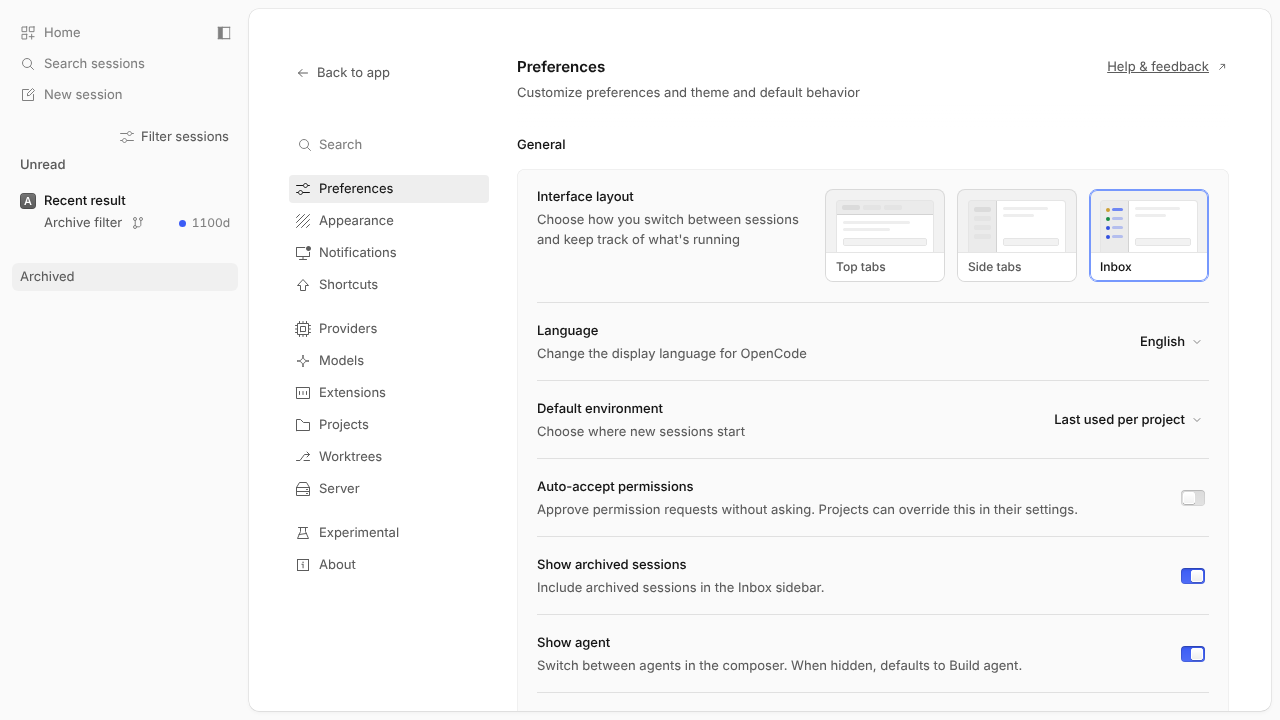 Home
Search sessions
New session
Filter sessions
Unread
A Recent result
Archive filter 1100d
Archived
Back to app
Search
Preferences
Appearance
Notifications
Shortcuts
Providers
Models
Extensions
Projects
Worktrees
Server
Experimental
About
Preferences
Help & feedback
Customize preferences and theme and default behavior
General
Interface layout
Choose how you switch between sessions
and keep track of what's running
Top tabs
Side tabs
Inbox
Language
Change the display language for OpenCode
English
Default environment
Choose where new sessions start
Last used per project
Auto-accept permissions
Approve permission requests without asking. Projects can override this in their settings.
Show archived sessions
Include archived sessions in the Inbox sidebar.
Show agent
Switch between agents in the composer. When hidden, defaults to Build agent.